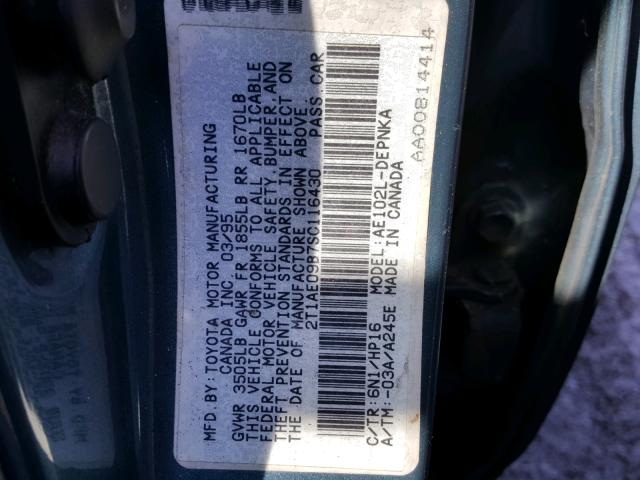 MFD.BY:TOYOTA MOTOR MANUFACTURING
CANADA INC. 03/95
GVWR 3505LB GAWR FR 1855LB RR 1670LB
THIS VEHICLE CONFORMS TO ALL APPLICABLE
FEDERAL MOTOR VEHICLE SAFETY,BUMPER,AND
THEFT PREVENTION STANDARDS IN EFFECT ON
THE DATE OF MANUFACTURE SHOWN ABOVE.
2T1AE09B7SC116430 PASS.CAR
C/TR:6N1/HP16 MODEL:AE102L-DEPNKA
A/TM:-03A/A245E MADE IN CANADA
AA00814414